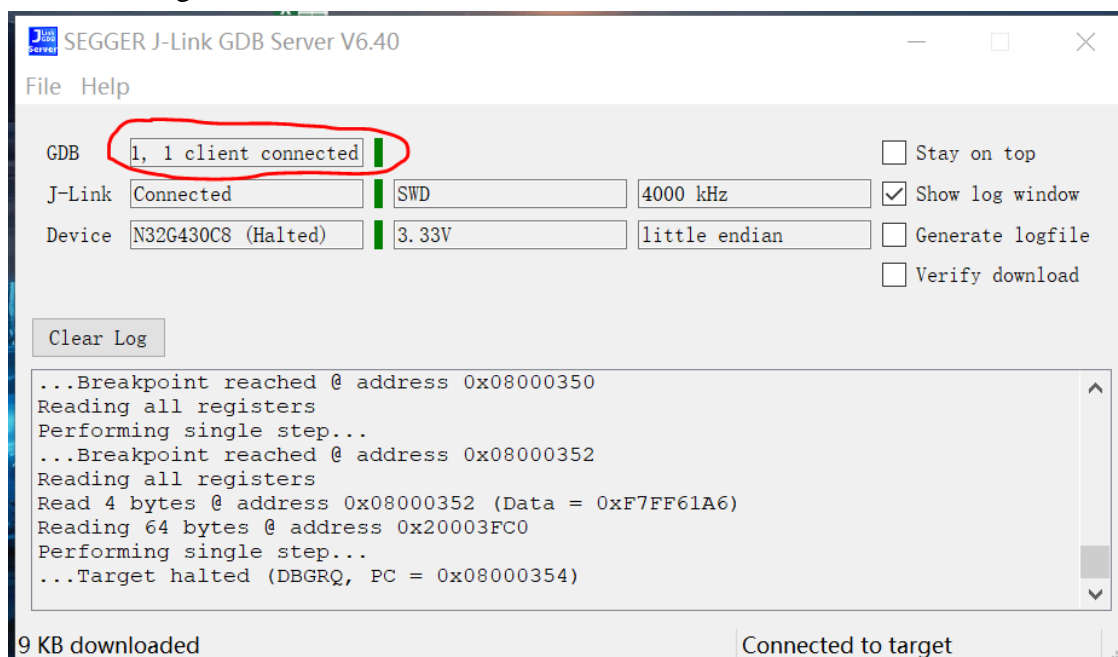 SEGGER J-Link GDB Server V6.40
File Help
GDB 1, 1 client connected Stay on top
J-Link Connected SWD 4000 kHz Show log window
Device N32G430C8 (Halted) 3.33V little endian Generate logfile
Verify download
Clear Log
...Breakpoint reached @ address 0x08000350
Reading all registers
Performing single step...
...Breakpoint reached @ address 0x08000352
Reading all registers
Read 4 bytes @ address 0x08000352 (Data = 0xF7FF61A6)
Reading 64 bytes @ address 0x20003FC0
Performing single step...
...Target halted (DBGRQ, PC = 0x08000354)
9 KB downloaded Connected to target